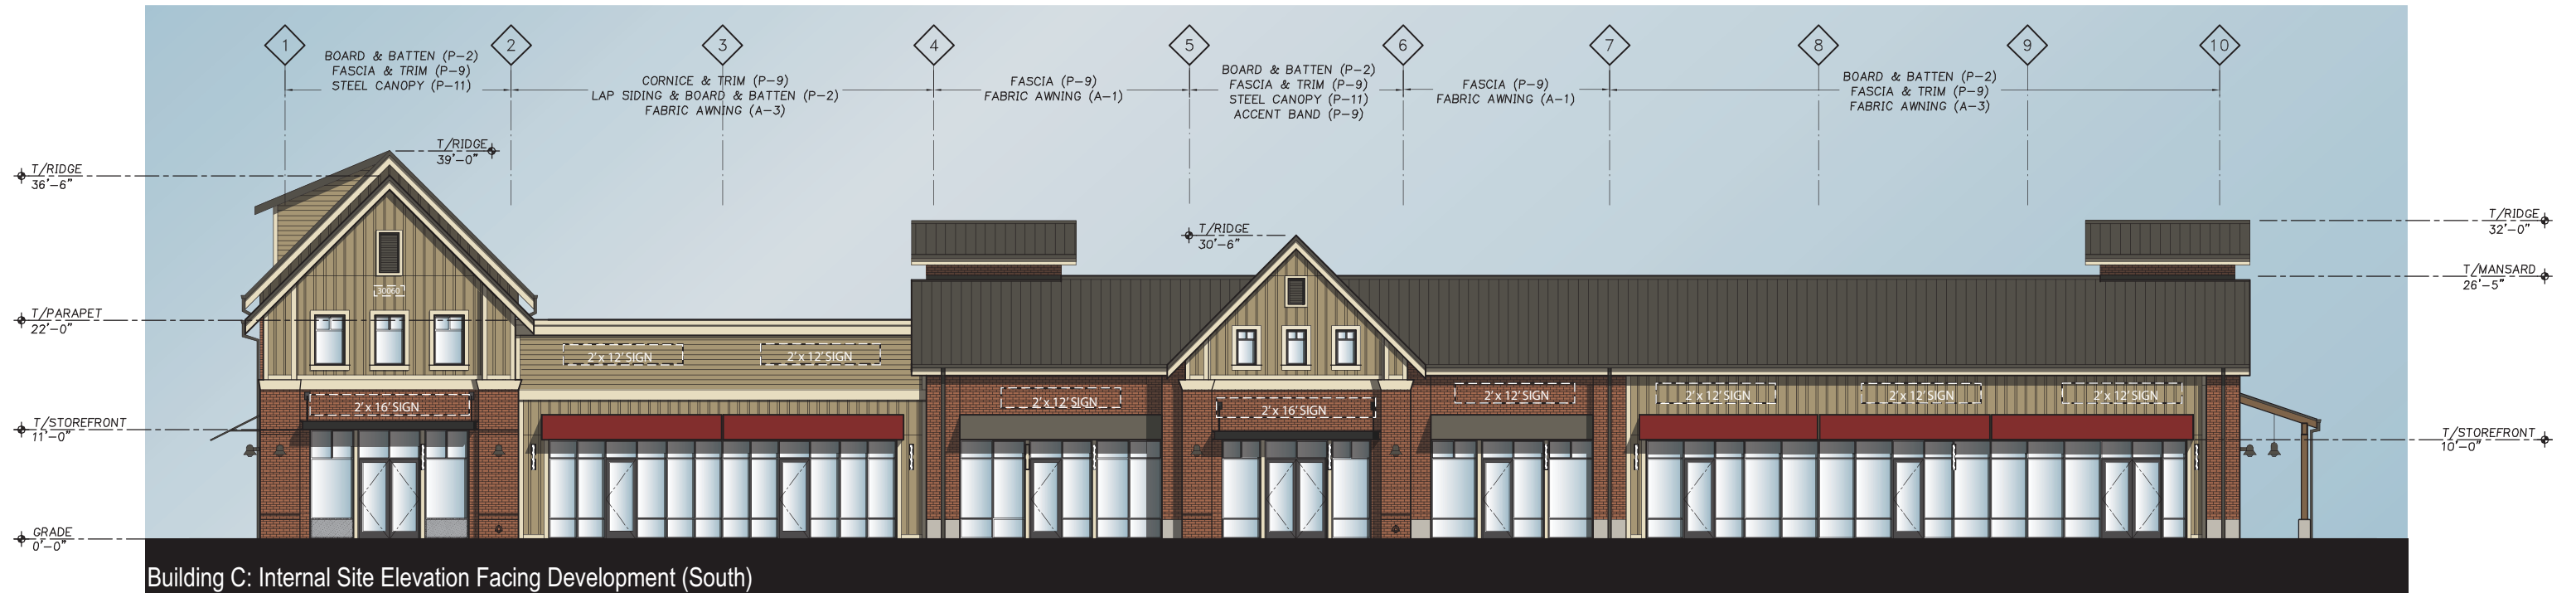 1
2
3
4
5
6
7
8
9
10
BOARD & BATTEN (P-2)
FASCIA & TRIM (P-9)
STEEL CANOPY (P-11)
CORNICE & TRIM (P-9)
LAP SIDING & BOARD & BATTEN (P-2)
FABRIC AWNING (A-3)
FASCIA (P-9)
FABRIC AWNING (A-1)
BOARD & BATTEN (P-2)
FASCIA & TRIM (P-9)
STEEL CANOPY (P-11)
ACCENT BAND (P-9)
FASCIA (P-9)
FABRIC AWNING (A-1)
BOARD & BATTEN (P-2)
FASCIA & TRIM (P-9)
FABRIC AWNING (A-3)
T/RIDGE
39'-0"
T/RIDGE
36'-6"
T/RIDGE
30'-6"
T/RIDGE
32'-0"
T/MANSARD
26'-5"
30060
T/PARAPET
22'-0"
2' x 12' SIGN
2' x 12' SIGN
2' x 16' SIGN
2' x 12' SIGN
2' x 16' SIGN
2' x 12' SIGN
2' x 12' SIGN
2' x 12' SIGN
2' x 12' SIGN
T/STOREFRONT
11'-0"
T/STOREFRONT
10'-0"
GRADE
0'-0"
Building C: Internal Site Elevation Facing Development (South)